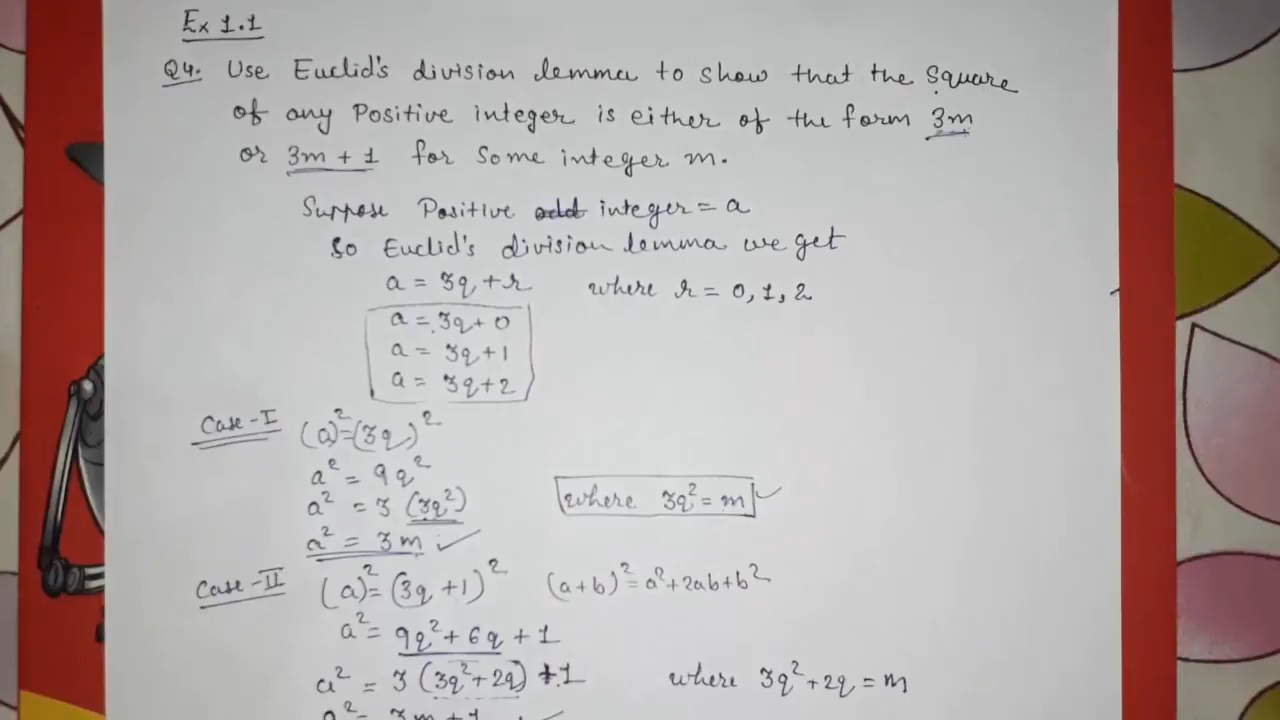 Ex 1.1
Q4. Use Euclid's division lemma to show that the square
of any Positive integer is either of the form 3m
or 3m + 1 for some integer m.
Suppose Positive integer = a
So Euclid's division lemma we get
a = 3q + r where r = 0, 1, 2
a = 3q + 0
a = 3q + 1
a = 3q + 2
Case - I (a)² = (3q)²
a² = 9q²
a² = 3 (3q²) where 3q² = m ✓
a² = 3m ✓
Case - II (a)² = (3q + 1)² (a+b)² = a² + 2ab + b²
a² = 9q² + 6q + 1
a² = 3 (3q² + 2q) + 1 where 3q² + 2q = m
a² = 3m + 1 ✓